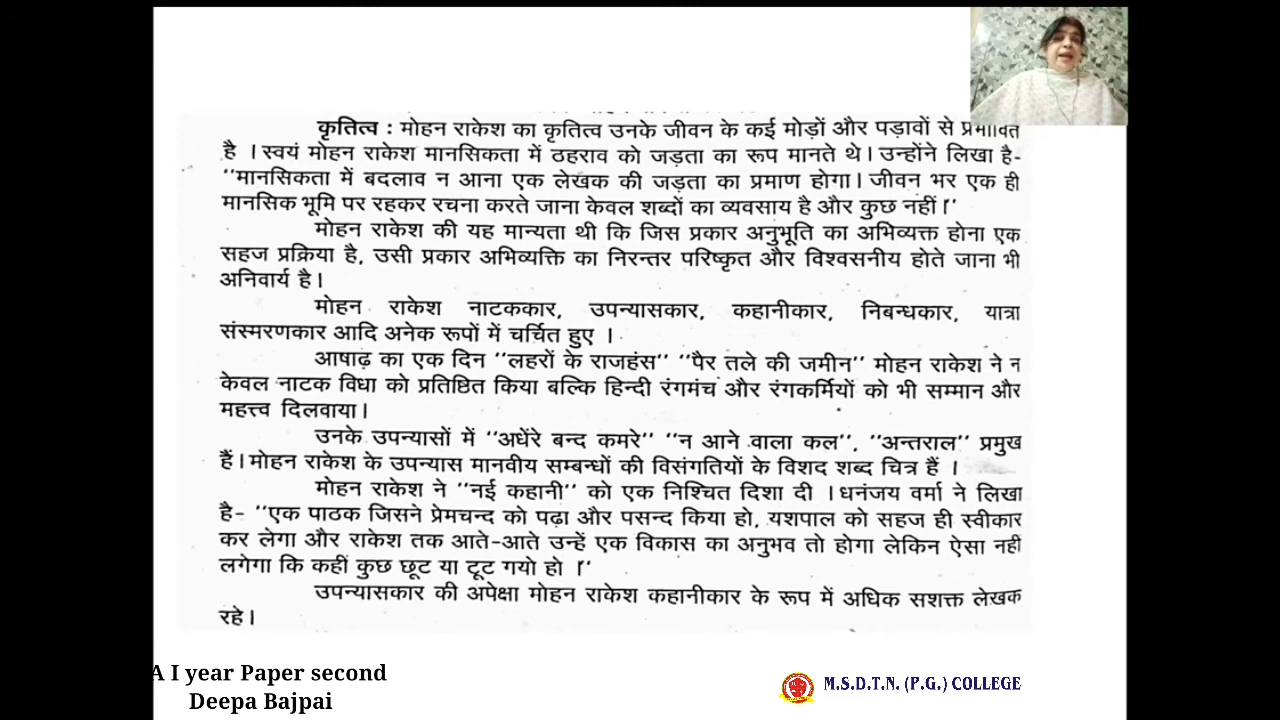 कृतित्व : मोहन राकेश का कृतित्व उनके जीवन के कई मोड़ों और पड़ावों से प्रभावित
है । स्वयं मोहन राकेश मानसिकता में ठहराव को जड़ता का रूप मानते थे। उन्होंने लिखा है-
''मानसिकता में बदलाव न आना एक लेखक की जड़ता का प्रमाण होगा। जीवन भर एक ही
मानसिक भूमि पर रहकर रचना करते जाना केवल शब्दों का व्यवसाय है और कुछ नहीं।''
मोहन राकेश की यह मान्यता थी कि जिस प्रकार अनुभूति का अभिव्यक्त होना एक
सहज प्रक्रिया है, उसी प्रकार अभिव्यक्ति का निरन्तर परिष्कृत और विश्वसनीय होते जाना भी
अनिवार्य है।
मोहन राकेश नाटककार, उपन्यासकार, कहानीकार, निबन्धकार, यात्रा
संस्मरणकार आदि अनेक रूपों में चर्चित हुए ।
आषाढ़ का एक दिन ''लहरों के राजहंस'' ''पैर तले की जमीन'' मोहन राकेश ने न
केवल नाटक विधा को प्रतिष्ठित किया बल्कि हिन्दी रंगमंच और रंगकर्मियों को भी सम्मान और
महत्त्व दिलवाया।
उनके उपन्यासों में ''अधेंरे बन्द कमरे'' ''न आने वाला कल'', ''अन्तराल'' प्रमुख
हैं। मोहन राकेश के उपन्यास मानवीय सम्बन्धों की विसंगतियों के विशद शब्द चित्र हैं ।
मोहन राकेश ने ''नई कहानी'' को एक निश्चित दिशा दी । धनंजय वर्मा ने लिखा
है- ''एक पाठक जिसने प्रेमचन्द को पढ़ा और पसन्द किया हो, यशपाल को सहज ही स्वीकार
कर लेगा और राकेश तक आते-आते उन्हें एक विकास का अनुभव तो होगा लेकिन ऐसा नहीं
लगेगा कि कहीं कुछ छूट या टूट गयो हो ।''
उपन्यासकार की अपेक्षा मोहन राकेश कहानीकार के रूप में अधिक सशक्त लेखक
रहे।
A I year Paper second
Deepa Bajpai
M.S.D.T.N. (P.G.) COLLEGE